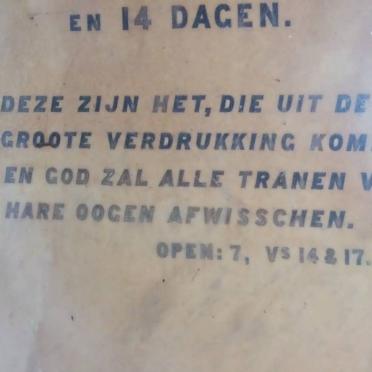 EN 14 DAGEN.
DEZE ZIJN HET, DIE UIT DE
GROOTE VERDRUKKING KOM
EN GOD ZAL ALLE TRANEN V
HARE OOGEN AFWISSCHEN.
OPEN: 7, VS 14 & 17.